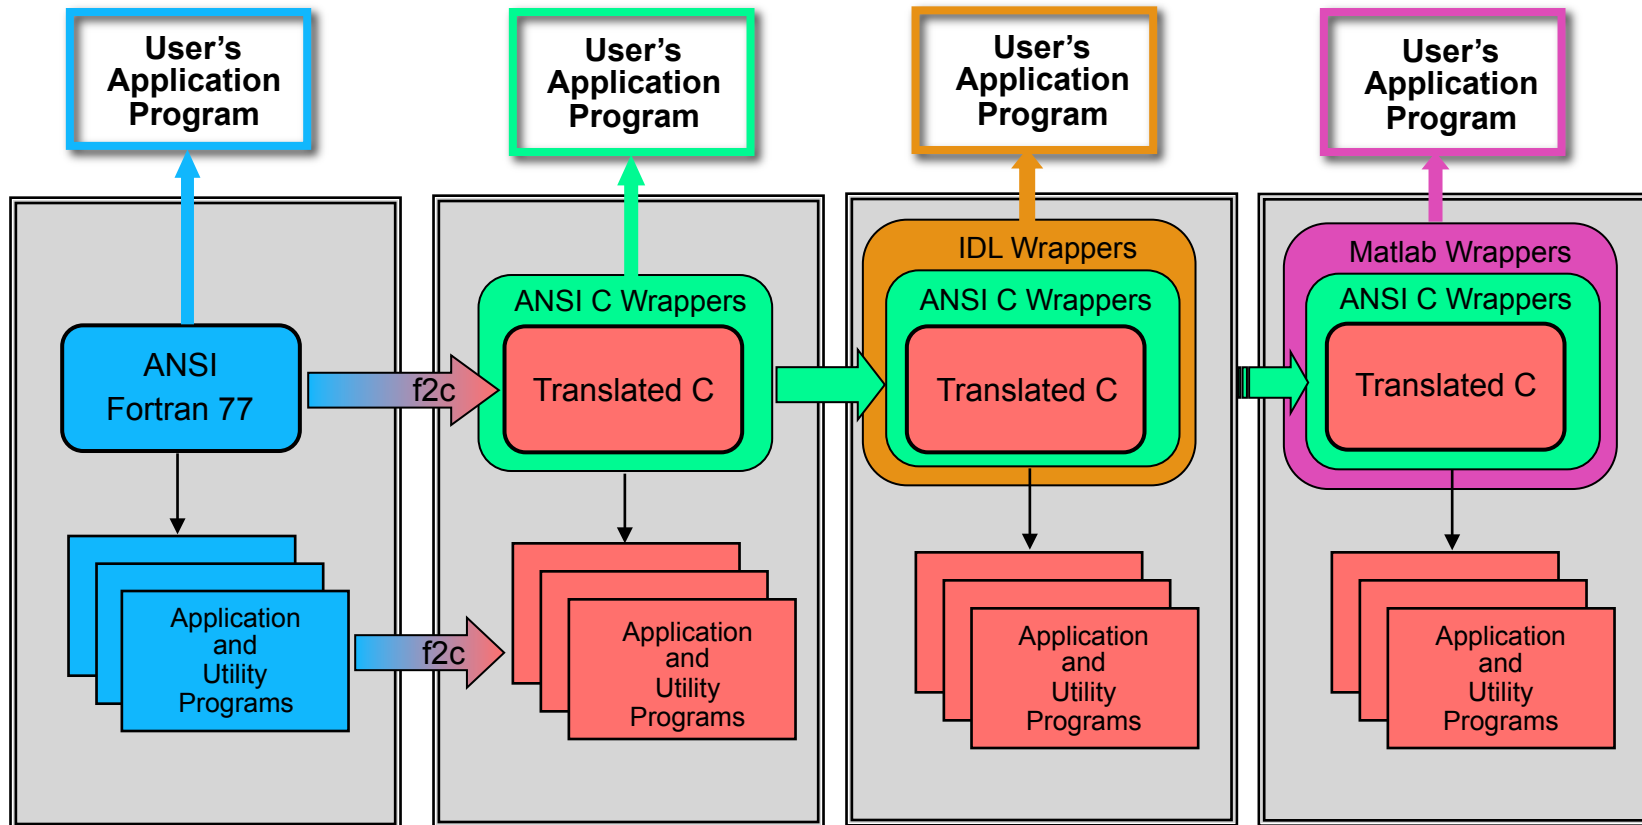 User’s
Application
Program
User’s
Application
Program
User’s
Application
Program
User’s
Application
Program
ANSI
Fortran 77
f2c
ANSI C Wrappers
Translated C
IDL Wrappers
ANSI C Wrappers
Translated C
Matlab Wrappers
ANSI C Wrappers
Translated C
Application
and
Utility
Programs
f2c
Application
and
Utility
Programs
Application
and
Utility
Programs
Application
and
Utility
Programs